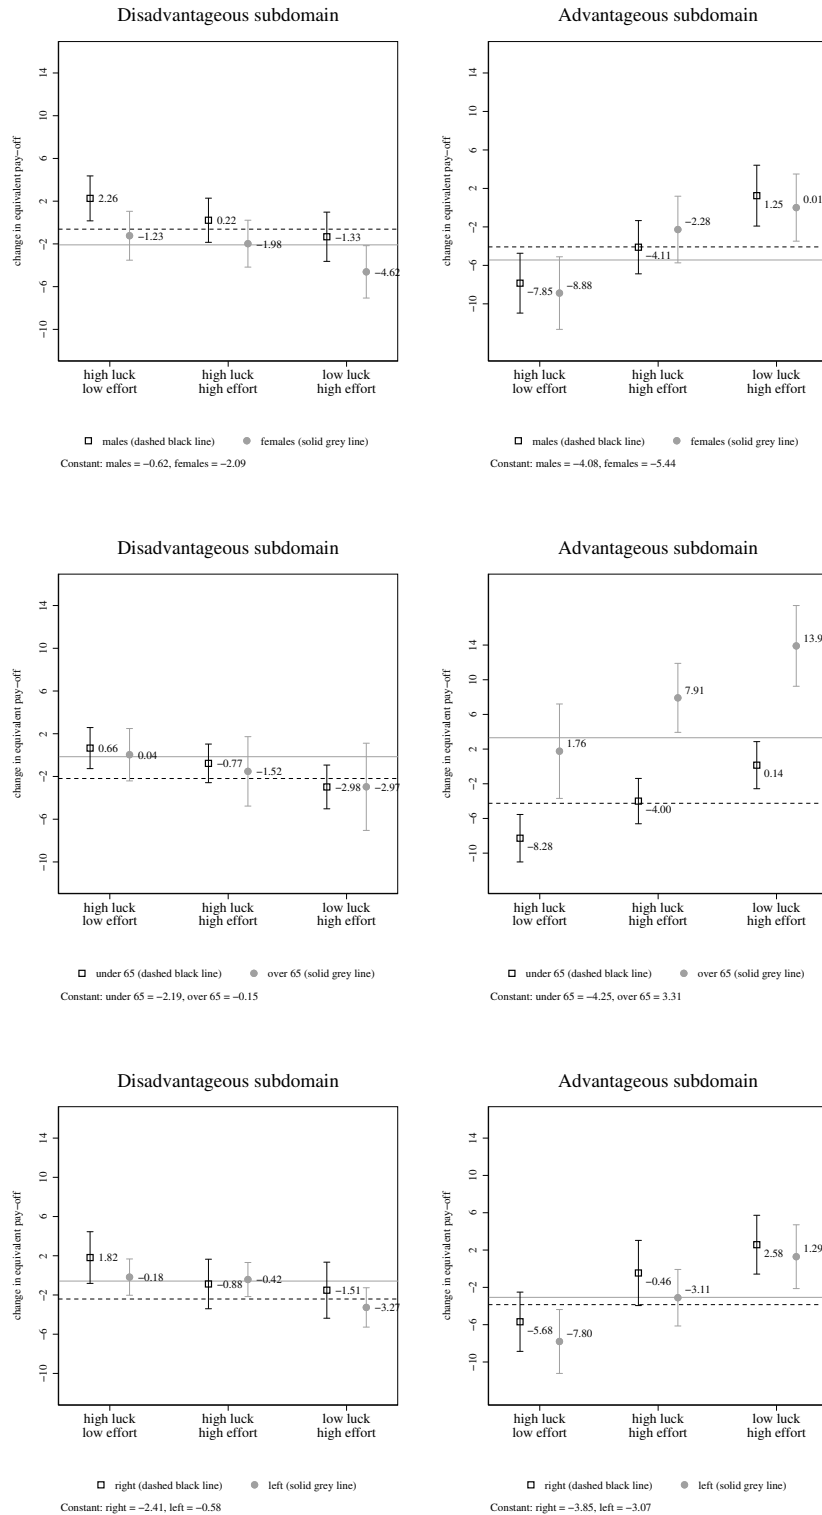 Disadvantageous subdomain
change in equivalent pay−off
14
10
6
2
−2
−6
−10
2.26
−1.23
0.22
−1.98
−1.33
−4.62
high luck
low effort
high luck
high effort
low luck
high effort
males (dashed black line)
females (solid grey line)
Constant: males = −0.62, females = −2.09
Advantageous subdomain
change in equivalent pay−off
14
10
6
2
−2
−6
−10
−7.85
−8.88
−4.11
−2.28
1.25
0.01
high luck
low effort
high luck
high effort
low luck
high effort
males (dashed black line)
females (solid grey line)
Constant: males = −4.08, females = −5.44
Disadvantageous subdomain
change in equivalent pay−off
14
10
6
2
−2
−6
−10
0.66
0.04
−0.77
−1.52
−2.98
−2.97
high luck
low effort
high luck
high effort
low luck
high effort
under 65 (dashed black line)
over 65 (solid grey line)
Constant: under 65 = −2.19, over 65 = −0.15
Advantageous subdomain
change in equivalent pay−off
14
10
6
2
−2
−6
−10
−8.28
1.76
−4.00
7.91
0.14
13.9
high luck
low effort
high luck
high effort
low luck
high effort
under 65 (dashed black line)
over 65 (solid grey line)
Constant: under 65 = −4.25, over 65 = 3.31
Disadvantageous subdomain
change in equivalent pay−off
14
10
6
2
−2
−6
−10
1.82
−0.18
−0.88
−0.42
−1.51
−3.27
high luck
low effort
high luck
high effort
low luck
high effort
right (dashed black line)
left (solid grey line)
Constant: right = −2.41, left = −0.58
Advantageous subdomain
change in equivalent pay−off
14
10
6
2
−2
−6
−10
−5.68
−7.80
−0.46
−3.11
2.58
1.29
high luck
low effort
high luck
high effort
low luck
high effort
right (dashed black line)
left (solid grey line)
Constant: right = −3.85, left = −3.07